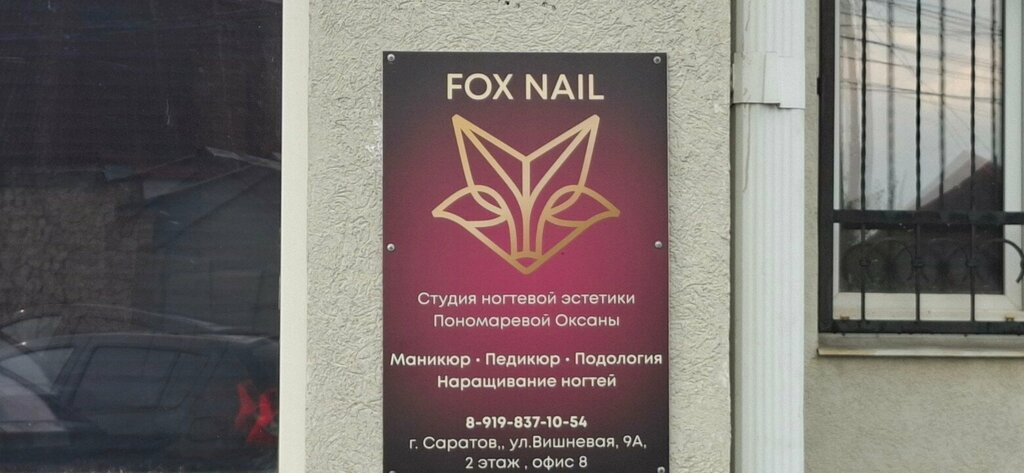 FOX NAIL
Студия ногтевой эстетики
Пономаревой Оксаны
Маникюр • Педикюр • Подология
Наращивание ногтей
8-919-837-10-54
г. Саратов,, ул.Вишневая, 9А,
2 этаж , офис 8